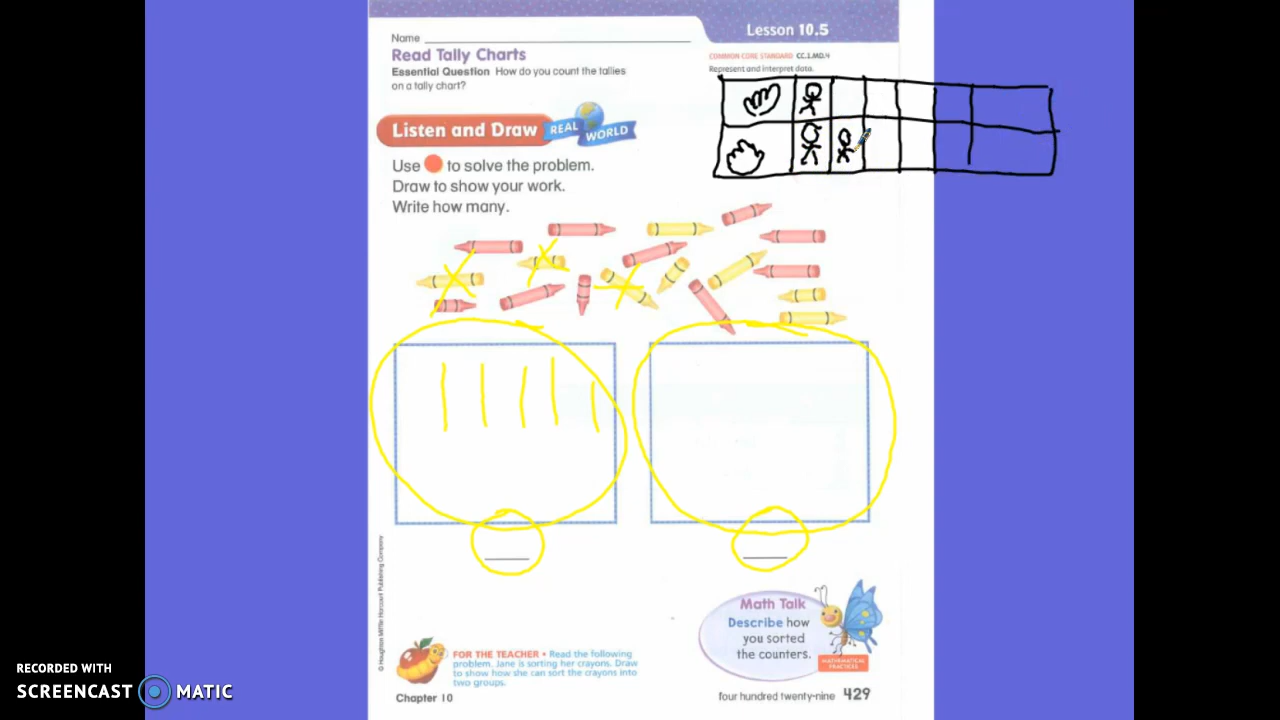 Lesson 10.5
Name
Read Tally Charts
Essential Question How do you count the tallies
on a tally chart?
COMMON CORE STANDARD CC.1.MD.4
Represent and interpret data.
Listen and Draw
REAL WORLD
Use to solve the problem.
Draw to show your work.
Write how many.
© Houghton Mifflin Harcourt Publishing Company
Math Talk
Describe how
you sorted
the counters.
MATHEMATICAL
PRACTICES
FOR THE TEACHER • Read the following
problem. Jane is sorting her crayons. Draw
to show how she can sort the crayons into
two groups.
Chapter 10
four hundred twenty-nine 429
RECORDED WITH
SCREENCAST MATIC